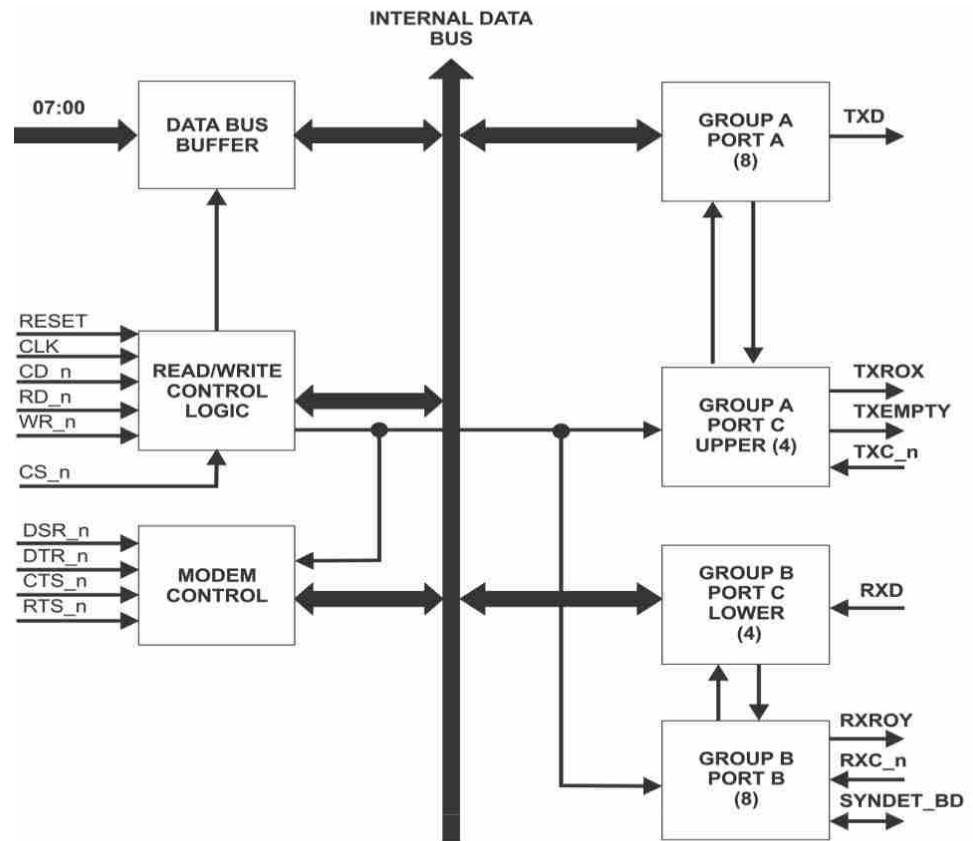 INTERNAL DATA
BUS
07:00
DATA BUS
BUFFER
GROUP A
PORT A
(8)
TXD
RESET
CLK
CD_n
RD_n
WR_n
CS_n
READ/WRITE
CONTROL
LOGIC
GROUP A
PORT C
UPPER (4)
TXROX
TXEMPTY
TXC_n
DSR_n
DTR_n
CTS_n
RTS_n
MODEM
CONTROL
GROUP B
PORT C
LOWER
(4)
RXD
GROUP B
PORT B
(8)
RXROY
RXC_n
SYNDET_BD